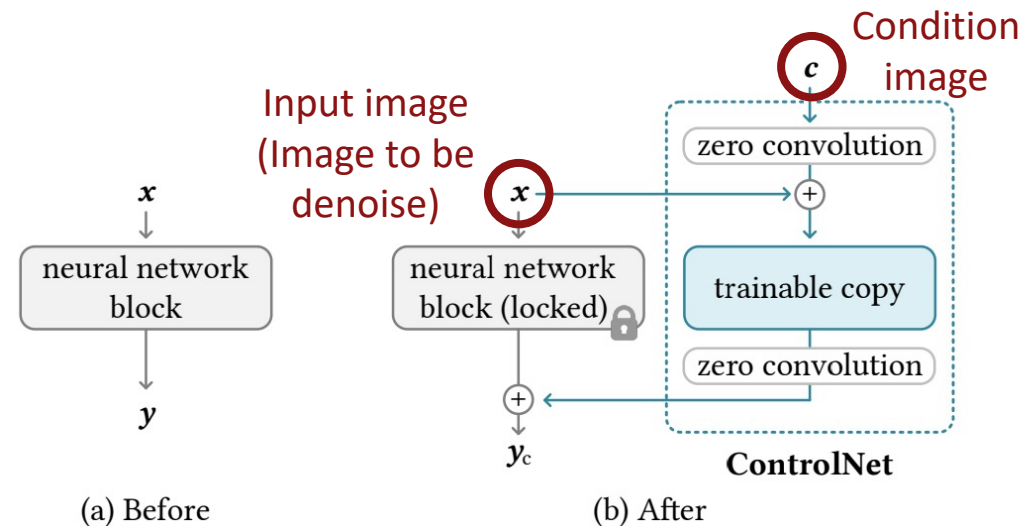 Condition
image
c
Input image
(Image to be
denoise)
zero convolution
x
x
+
neural network
block
neural network
block (locked)
trainable copy
zero convolution
+
y
yc
ControlNet
(a) Before
(b) After